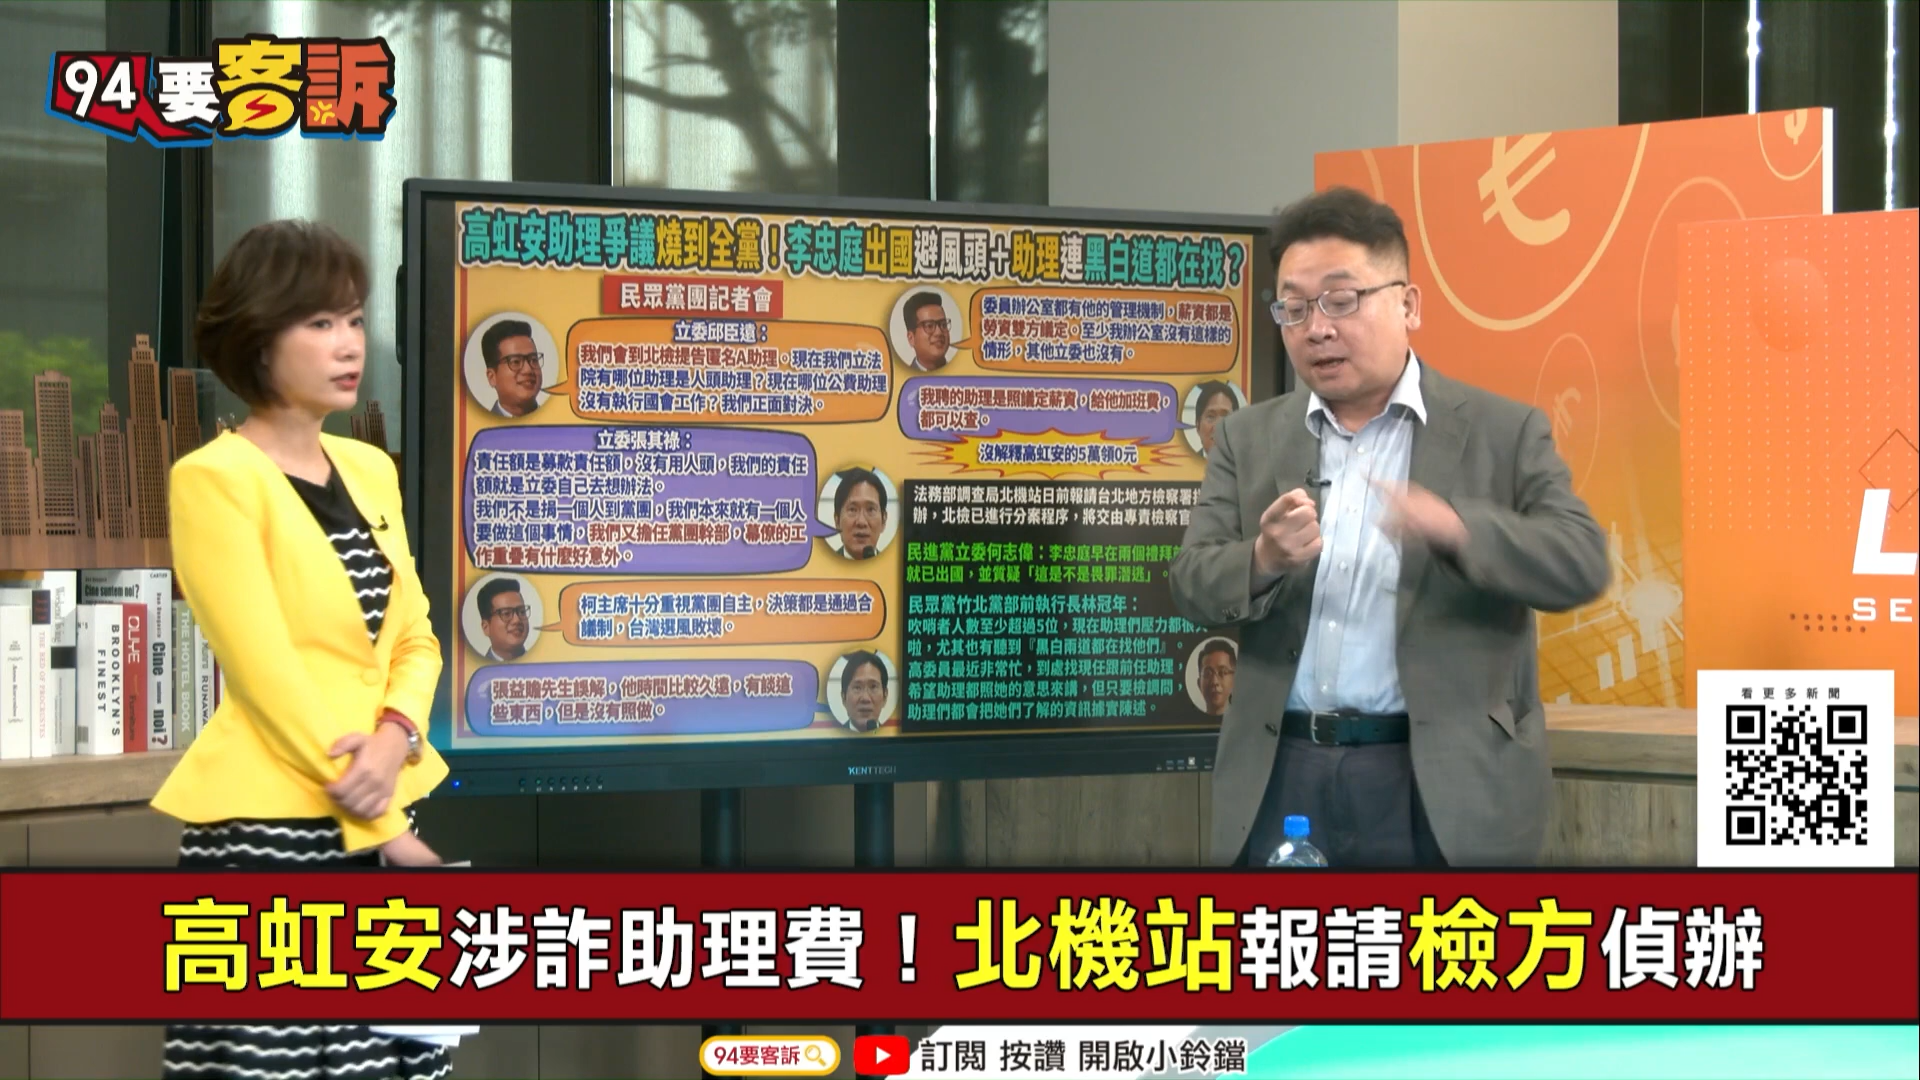 94要客訴
高虹安助理爭議燒到全黨！李忠庭出國避風頭＋助理連黑白道都在找？
民眾黨團記者會
立委邱臣遠：
我們會到北檢提告匿名A助理。現在我們立法
院有哪位助理是人頭助理？現在哪位公費助理
沒有執行國會工作？我們正面對決。
立委張其祿：
責任額是募款責任額，沒有用人頭，我們的責任
額就是立委自己去想辦法。
我們不是捐一個人到黨團，我們本來就有一個人
要做這個事情，我們又擔任黨團幹部，幕僚的工
作重疊有什麼好意外。
柯主席十分重視黨團自主，決策都是通過合
議制，台灣選風敗壞。
張益贍先生誤解，他時間比較久遠，有談這
些東西，但是沒有照做。
委員辦公室都有他的管理機制，薪資都是
勞資雙方議定。至少我辦公室沒有這樣的
情形，其他立委也沒有。
我聘的助理是照議定薪資，給他加班費，
都可以查。
沒解釋高虹安的5萬領0元
法務部調查局北機站日前報請台北地方檢察署
辦，北檢已進行分案程序，將交由專責檢察官
民進黨立委何志偉：李忠庭早在兩個禮拜
就已出國，並質疑「這是不是畏罪潛逃」。
民眾黨竹北黨部前執行長林冠年：
吹哨者人數至少超過5位，現在助理們壓力都很大
啦，尤其也有聽到『黑白兩道都在找他們』。
高委員最近非常忙，到處找現任跟前任助理，
希望助理都照她的意思來講，但只要檢調問，
助理們都會把她們了解的資訊據實陳述。
KENTTECH
Cine suntem noi?
BROOKLYN'S FINEST
Cine noi?
THE HOTEL BOOK
RUNAWA
L
SE
看更多新聞
高虹安涉詐助理費！北機站報請檢方偵辦
94要客訴
訂閱 按讚 開啟小鈴鐺